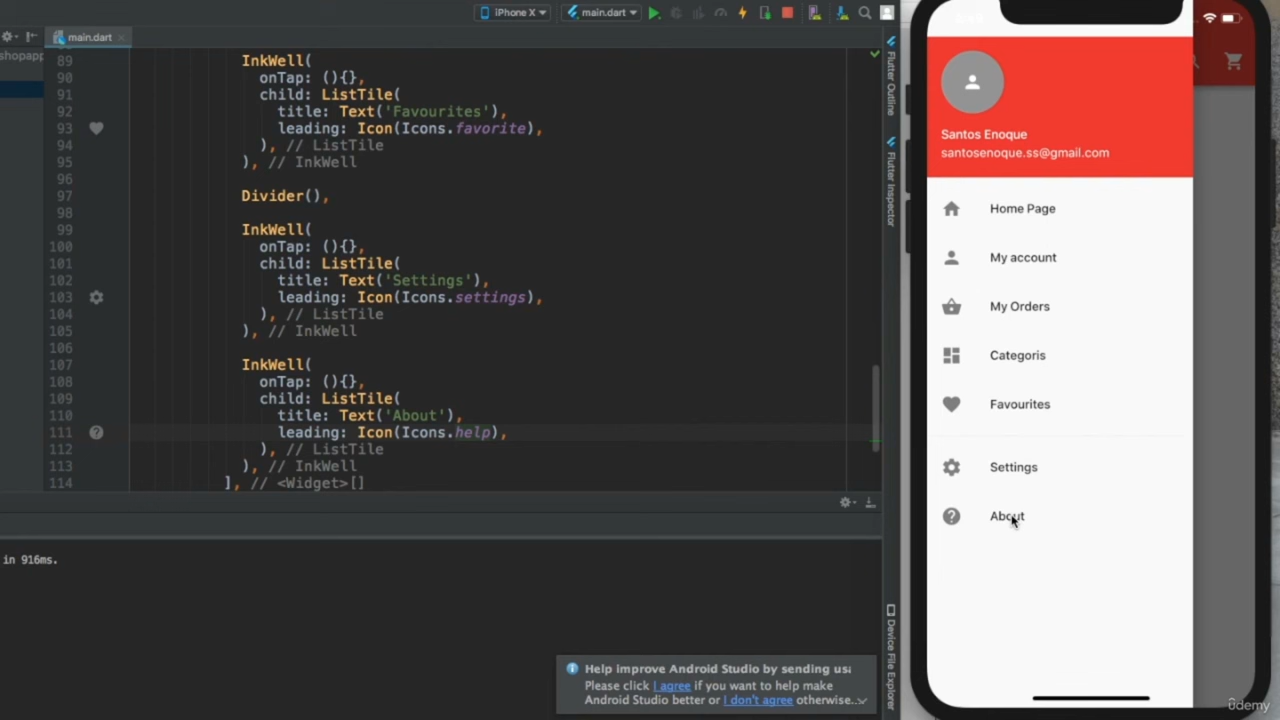 iPhone X
main.dart
main.dart
shopapp
89 InkWell(
90 onTap: (){},
91 child: ListTile(
92 title: Text('Favourites'),
93 leading: Icon(Icons.favorite),
94 ), // ListTile
95 ), // InkWell
96
97 Divider(),
98
99 InkWell(
100 onTap: (){},
101 child: ListTile(
102 title: Text('Settings'),
103 leading: Icon(Icons.settings),
104 ), // ListTile
105 ), // InkWell
106
107 InkWell(
108 onTap: (){},
109 child: ListTile(
110 title: Text('About'),
111 leading: Icon(Icons.help),
112 ), // ListTile
113 ), // InkWell
114 ], // <Widget>[]
in 916ms.
Help improve Android Studio by sending usa
Please click I agree if you want to help make
Android Studio better or I don't agree otherwise...
Flutter Outline
Flutter Inspector
Device File Explorer
Santos Enoque
santosenoque.ss@gmail.com
Home Page
My account
My Orders
Categoris
Favourites
Settings
About
ûdemy